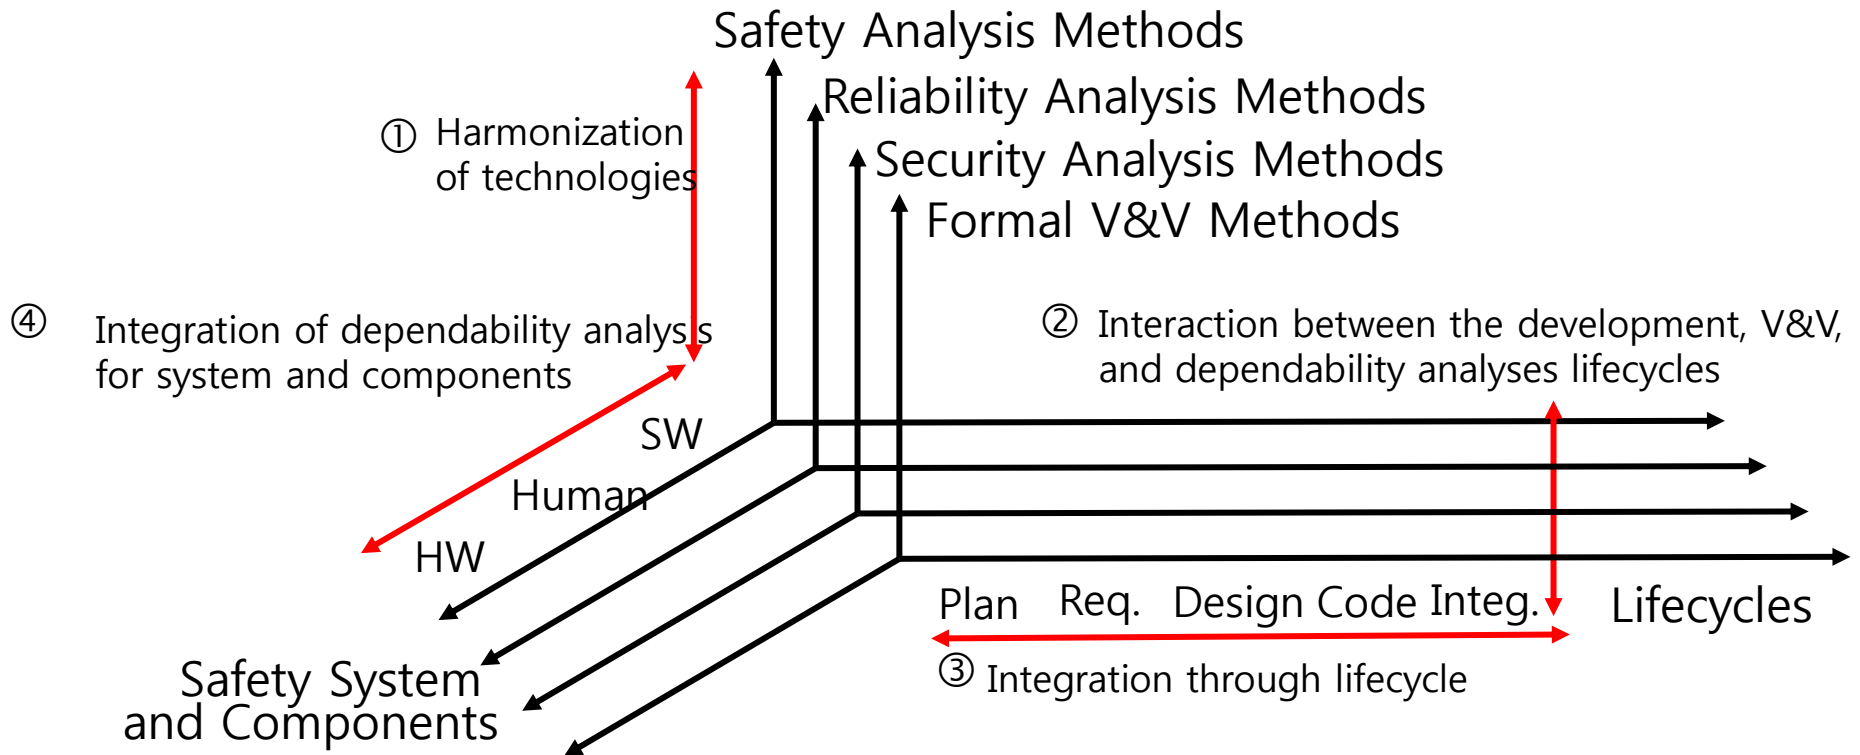 Safety Analysis Methods
Reliability Analysis Methods
① Harmonization
of technologies
Security Analysis Methods
Formal V&V Methods
④ Integration of dependability analysis
for system and components
② Interaction between the development, V&V,
and dependability analyses lifecycles
SW
Human
HW
Plan Req. Design Code Integ. Lifecycles
③ Integration through lifecycle
Safety System
and Components